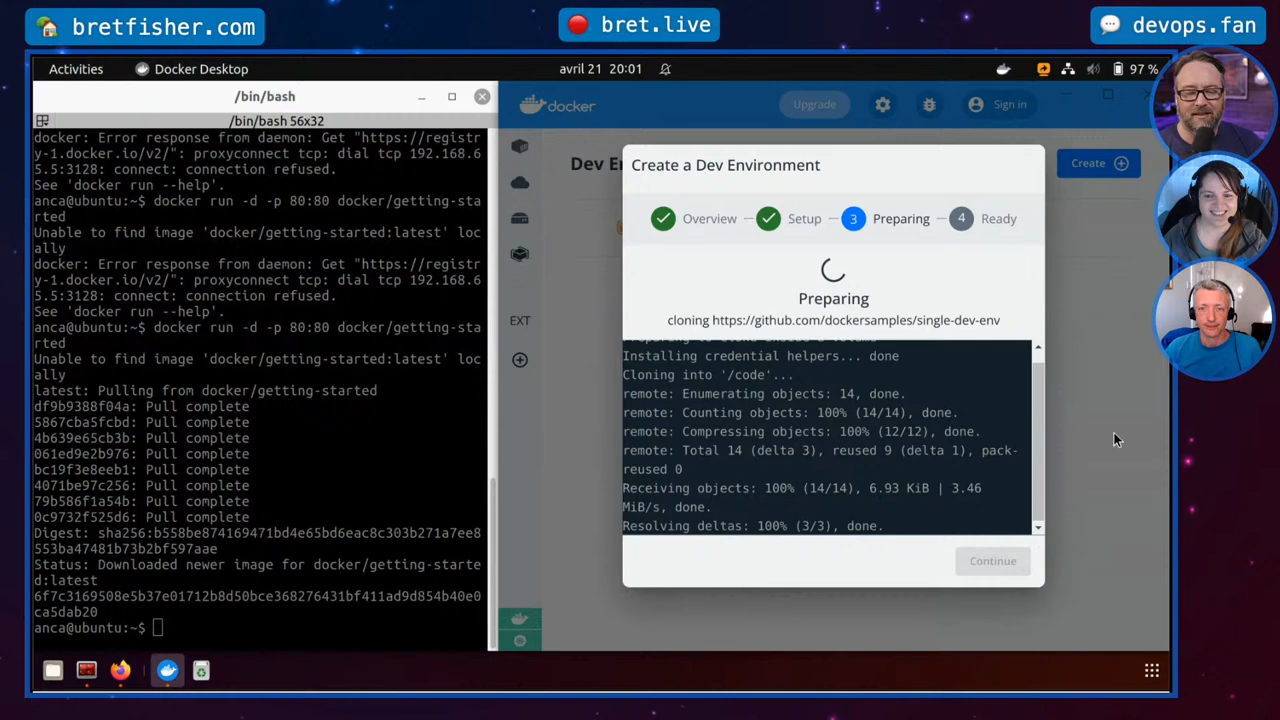 bretfisher.com
bret.live
devops.fan
Activities
Docker Desktop
avril 21 20:01
97 %
/bin/bash
/bin/bash 56x32
docker: Error response from daemon: Get "https://registr
y-1.docker.io/v2/": proxyconnect tcp: dial tcp 192.168.6
5.5:3128: connect: connection refused.
See 'docker run --help'.
anca@ubuntu:~$ docker run -d -p 80:80 docker/getting-sta
rted
Unable to find image 'docker/getting-started:latest' loc
ally
docker: Error response from daemon: Get "https://registr
y-1.docker.io/v2/": proxyconnect tcp: dial tcp 192.168.6
5.5:3128: connect: connection refused.
See 'docker run --help'.
anca@ubuntu:~$ docker run -d -p 80:80 docker/getting-sta
rted
Unable to find image 'docker/getting-started:latest' loc
ally
latest: Pulling from docker/getting-started
df9b9388f04a: Pull complete
5867cba5fcbd: Pull complete
4b639e65cb3b: Pull complete
061ed9e2b976: Pull complete
bc19f3e8eeb1: Pull complete
4071be97c256: Pull complete
79b586f1a54b: Pull complete
0c9732f525d6: Pull complete
Digest: sha256:b558be874169471bd4e65bd6eac8c303b271a7ee8
553ba47481b73b2bf597aae
Status: Downloaded newer image for docker/getting-starte
d:latest
6f7c3169508e5b37e01712b8d50bce368276431bf411ad9d854b40e0
ca5dab20
anca@ubuntu:~$
docker
Upgrade
Sign in
Dev E
Create
EXT
Create a Dev Environment
Overview
Setup
3 Preparing
4 Ready
Preparing
cloning https://github.com/dockersamples/single-dev-env
Installing credential helpers... done
Cloning into '/code'...
remote: Enumerating objects: 14, done.
remote: Counting objects: 100% (14/14), done.
remote: Compressing objects: 100% (12/12), done.
remote: Total 14 (delta 3), reused 9 (delta 1), pack-
reused 0
Receiving objects: 100% (14/14), 6.93 KiB | 3.46
MiB/s, done.
Resolving deltas: 100% (3/3), done.
Continue